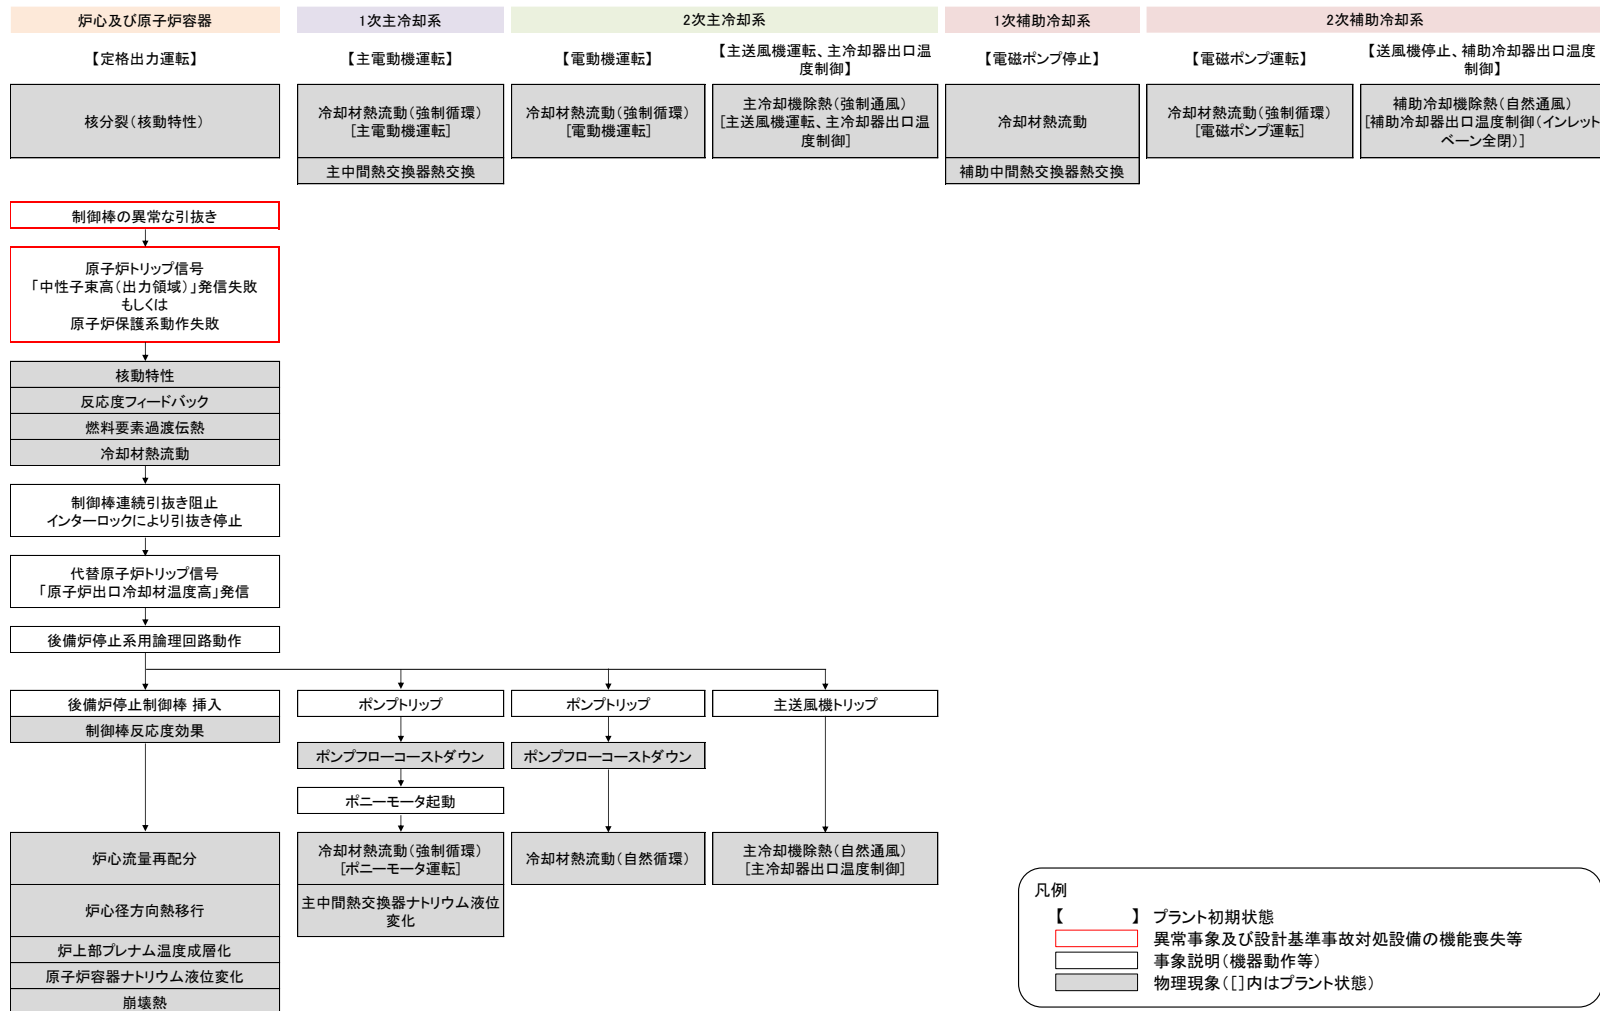 炉心及び原子炉容器
1次主冷却系
2次主冷却系
1次補助冷却系
2次補助冷却系
【定格出力運転】
【主電動機運転】
【電動機運転】
【主送風機運転、主冷却器出口温
度制御】
【電磁ポンプ停止】
【電磁ポンプ運転】
【送風機停止、補助冷却器出口温度
制御】
核分裂（核動特性）
冷却材熱流動（強制循環）
[主電動機運転]
冷却材熱流動（強制循環）
[電動機運転]
主冷却機除熱（強制通風）
[主送風機運転、主冷却器出口温
度制御]
冷却材熱流動
冷却材熱流動（強制循環）
[電磁ポンプ運転]
補助冷却機除熱（自然通風）
[補助冷却器出口温度制御（インレット
ベーン全閉）]
主中間熱交換器熱交換
補助中間熱交換器熱交換
制御棒の異常な引抜き
原子炉トリップ信号
「中性子束高（出力領域）」発信失敗
もしくは
原子炉保護系動作失敗
核動特性
反応度フィードバック
燃料要素過渡伝熱
冷却材熱流動
制御棒連続引抜き阻止
インターロックにより引抜き停止
代替原子炉トリップ信号
「原子炉出口冷却材温度高」発信
後備炉停止系用論理回路動作
後備炉停止制御棒 挿入
制御棒反応度効果
ポンプトリップ
ポンプトリップ
主送風機トリップ
ポンプフローコーストダウン
ポンプフローコーストダウン
ポニーモータ起動
炉心流量再配分
冷却材熱流動（強制循環）
[ポニーモータ運転]
冷却材熱流動（自然循環）
主冷却機除熱（自然通風）
[主冷却器出口温度制御]
炉心径方向熱移行
主中間熱交換器ナトリウム液位
変化
炉上部プレナム温度成層化
原子炉容器ナトリウム液位変化
崩壊熱
凡例
【 】 プラント初期状態
異常事象及び設計基準事故対処設備の機能喪失等
事象説明（機器動作等）
物理現象（[]内はプラント状態）